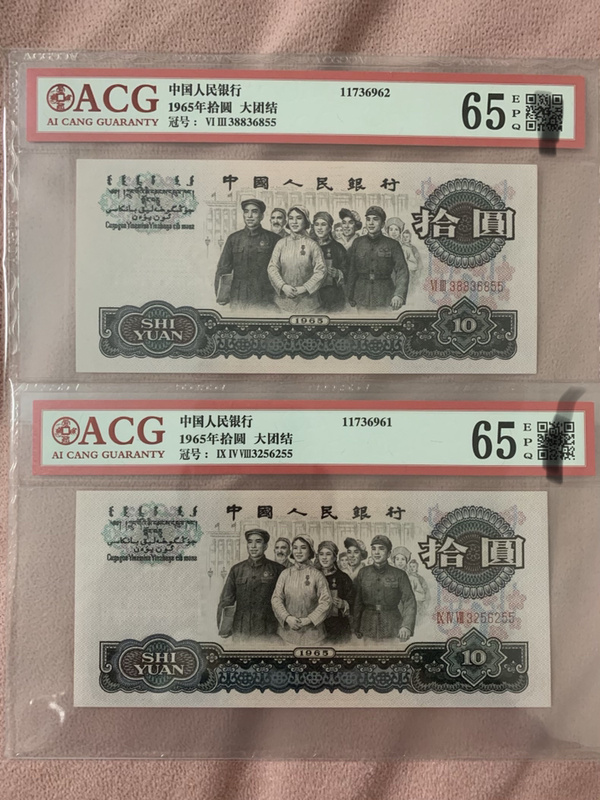 ACG
AI CANG GUARANTY
中国人民银行 11736962
1965年拾圆 大团结
冠号： VI III 38836855
65
EPQ
中國人民銀行
拾圓
VI III 38836855
1965
SHI YUAN
10
ACG
AI CANG GUARANTY
中国人民银行 11736961
1965年拾圆 大团结
冠号： IX IV VIII 3256255
65
EPQ
中國人民銀行
拾圓
IX IV VIII 3256255
1965
SHI YUAN
10